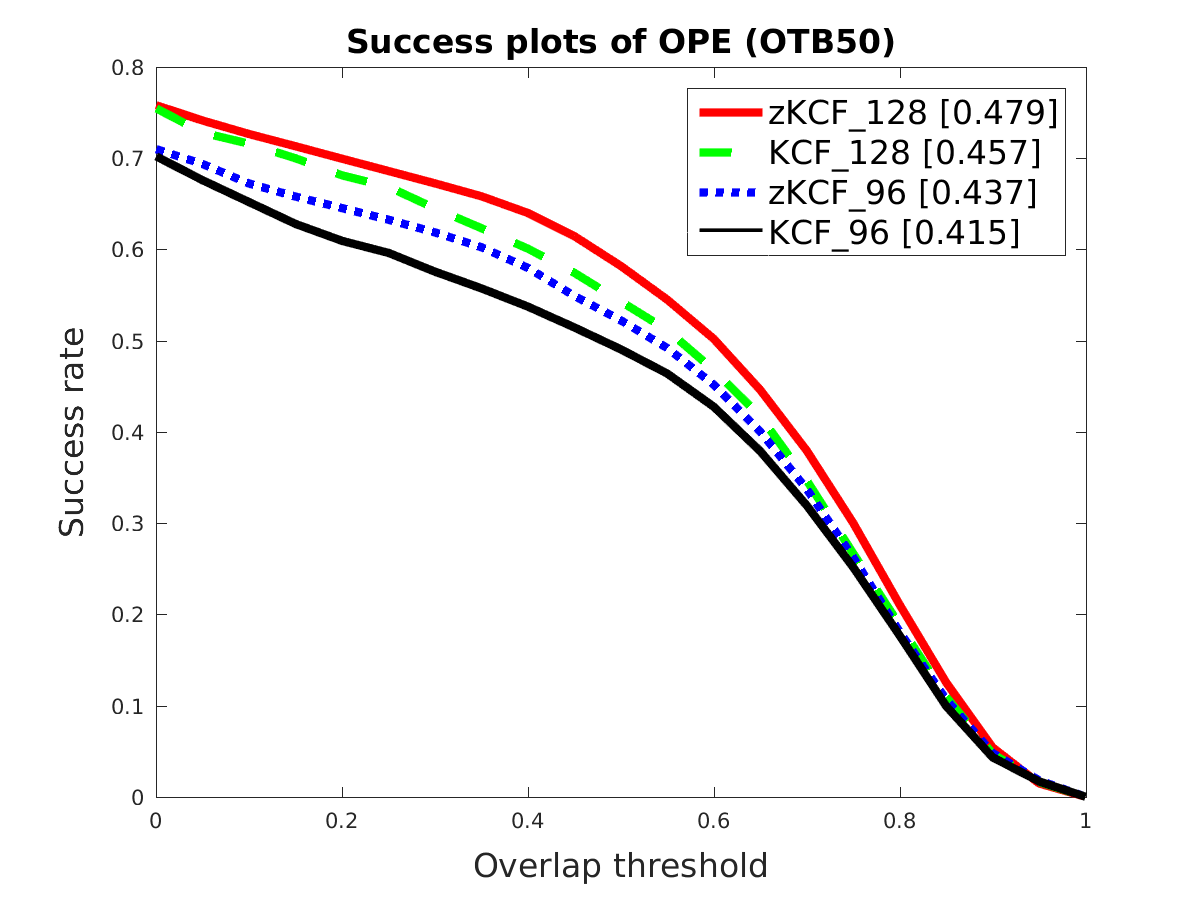 Success plots of OPE (OTB50)
0.8
0.7
0.6
0.5
0.4
0.3
0.2
0.1
0
Success rate
zKCF_128 [0.479]
KCF_128 [0.457]
zKCF_96 [0.437]
KCF_96 [0.415]
0 0.2 0.4 0.6 0.8 1
Overlap threshold